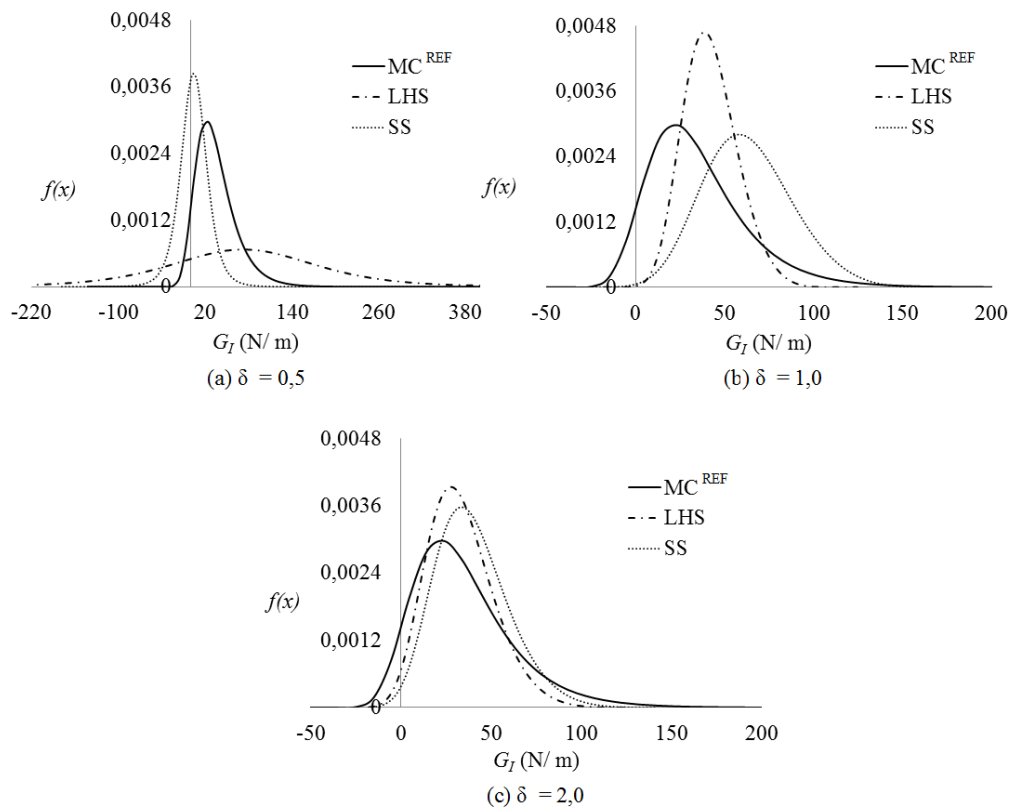 0,0048
0,0036
0,0024
0,0012
0
f(x)
-220 -100 20 140 260 380
G_I (N/ m)
MC REF
LHS
SS
(a) δ = 0,5
0,0048
0,0036
0,0024
0,0012
0
f(x)
-50 0 50 100 150 200
G_I (N/ m)
MC REF
LHS
SS
(b) δ = 1,0
0,0048
0,0036
0,0024
0,0012
0
f(x)
-50 0 50 100 150 200
G_I (N/ m)
MC REF
LHS
SS
(c) δ = 2,0